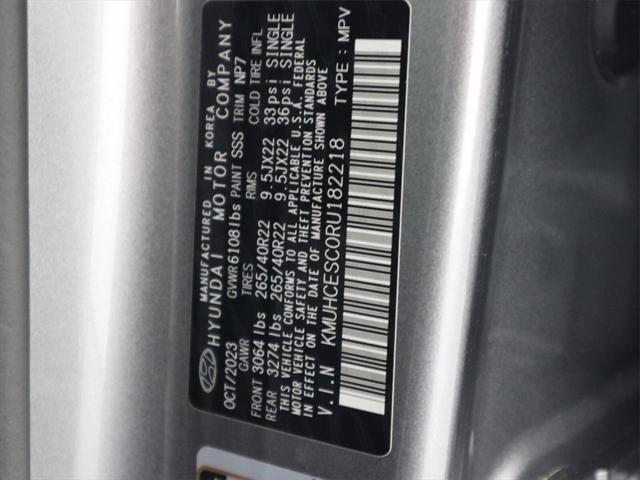 MANUFACTURED IN KOREA BY
HYUNDAI MOTOR COMPANY
OCT/2023 GVWR 6108lbs PAINT SSS TRIM NP7
GAWR TIRES RIMS COLD TIRE INFL
FRONT 3064 lbs 265/40R22 9.5JX22 33psi SINGLE
REAR 3274 lbs 265/40R22 9.5JX22 36psi SINGLE
THIS VEHICLE CONFORMS TO ALL APPLICABLE U.S.A. FEDERAL
MOTOR VEHICLE SAFETY AND THEFT PREVENTION STANDARDS
IN EFFECT ON THE DATE OF MANUFACTURE SHOWN ABOVE
V.I.N KMUHCESC0RU182218 TYPE : MPV